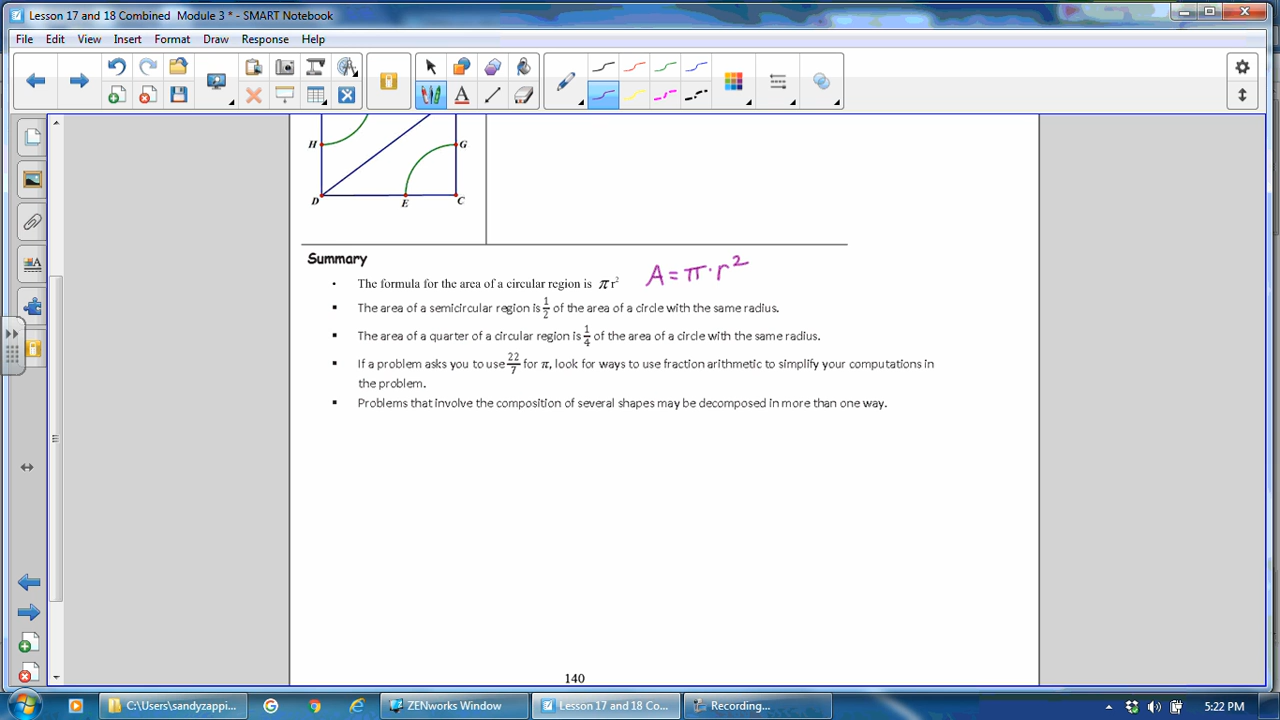 Lesson 17 and 18 Combined Module 3 * - SMART Notebook
File Edit View Insert Format Draw Response Help
H G
D E C
Summary
• The formula for the area of a circular region is π r² A = π · r²
▪ The area of a semicircular region is 1/2 of the area of a circle with the same radius.
▪ The area of a quarter of a circular region is 1/4 of the area of a circle with the same radius.
▪ If a problem asks you to use 22/7 for π, look for ways to use fraction arithmetic to simplify your computations in
the problem.
▪ Problems that involve the composition of several shapes may be decomposed in more than one way.
140
C:\Users\sandyzappi... ZENworks Window Lesson 17 and 18 Co... Recording... 5:22 PM